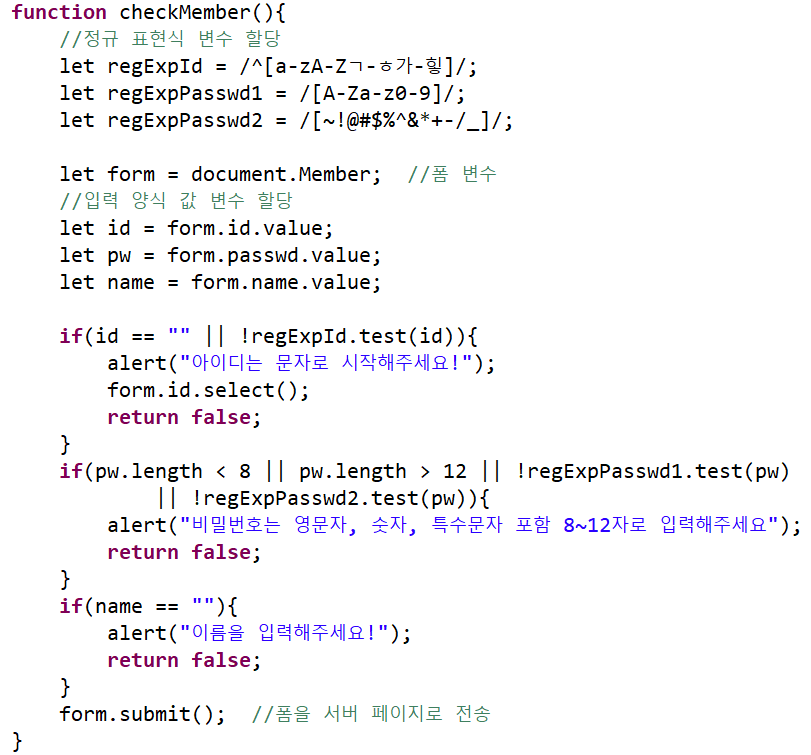 function checkMember(){
    //정규 표현식 변수 할당
    let regExpId = /^[a-zA-Zㄱ-ㅎ가-힣]/;
    let regExpPasswd1 = /[A-Za-z0-9]/;
    let regExpPasswd2 = /[~!@#$%^&*+-/_]/;

    let form = document.Member;  //폼 변수
    //입력 양식 값 변수 할당
    let id = form.id.value;
    let pw = form.passwd.value;
    let name = form.name.value;

    if(id == "" || !regExpId.test(id)){
        alert("아이디는 문자로 시작해주세요!");
        form.id.select();
        return false;
    }
    if(pw.length < 8 || pw.length > 12 || !regExpPasswd1.test(pw)
            || !regExpPasswd2.test(pw)){
        alert("비밀번호는 영문자, 숫자, 특수문자 포함 8~12자로 입력해주세요");
        return false;
    }
    if(name == ""){
        alert("이름을 입력해주세요!");
        return false;
    }
    form.submit();  //폼을 서버 페이지로 전송
}